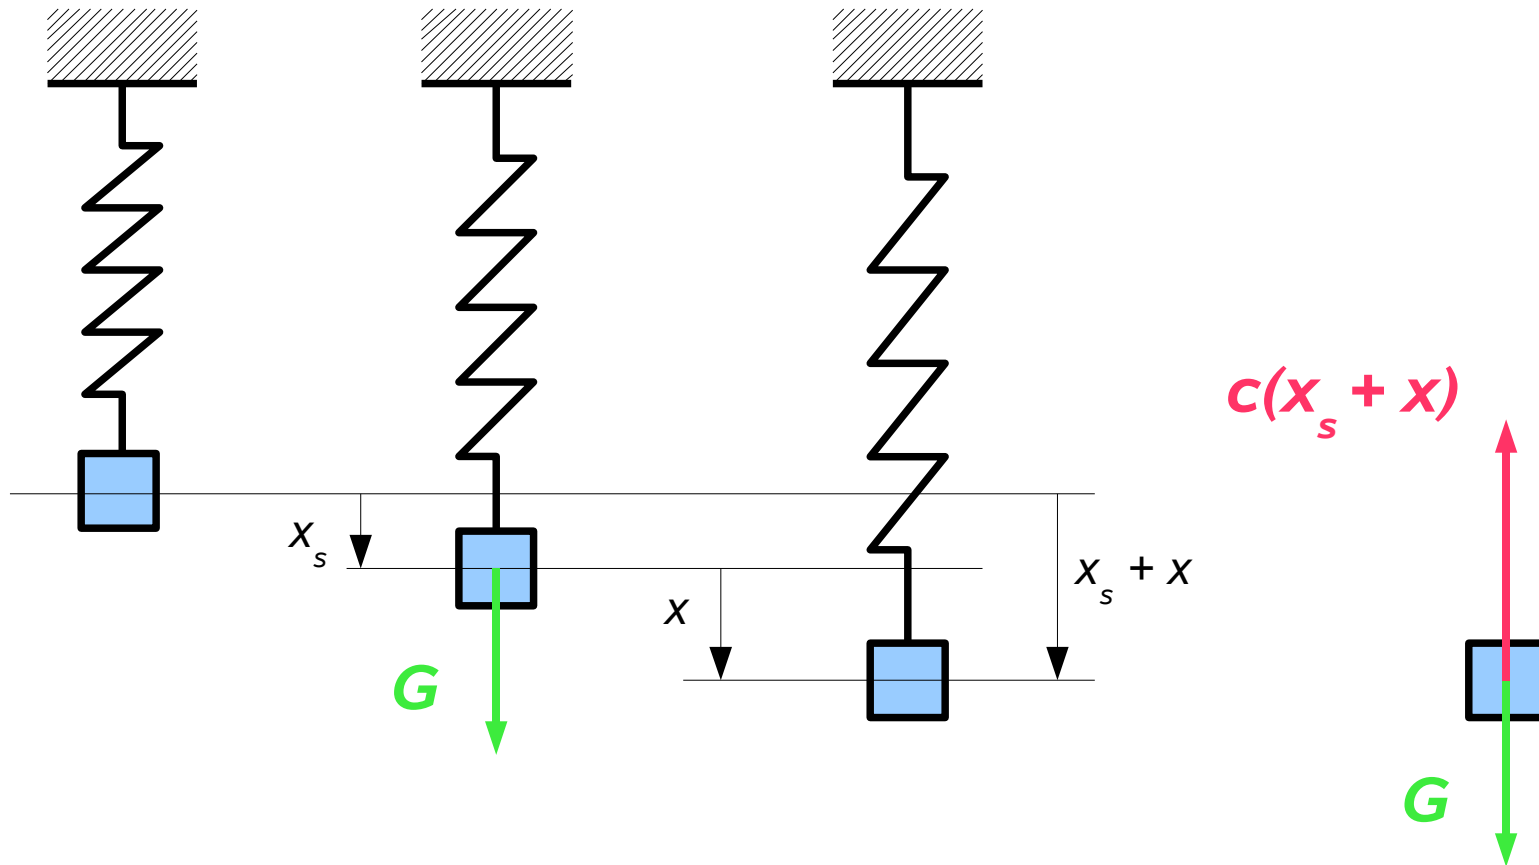 c(xs + x)
xs
xs + x
x
G
G